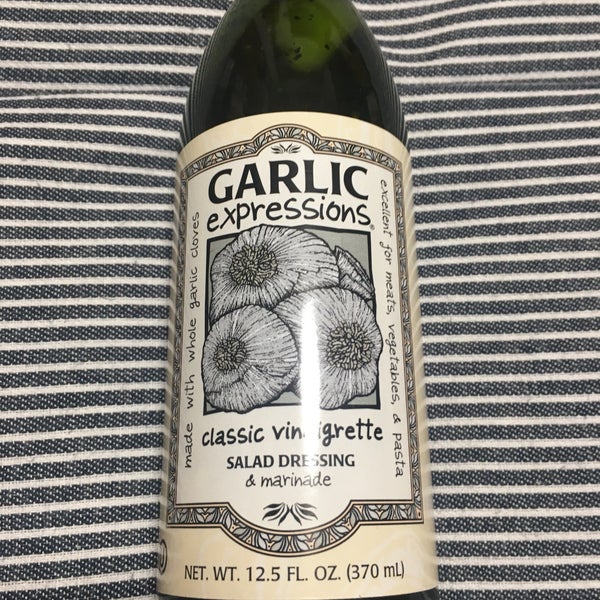 GARLIC
expressions®
made with whole garlic cloves
excellent for meats, vegetables, & pasta
classic vinaigrette
SALAD DRESSING
& marinade
NET. WT. 12.5 FL. OZ. (370 mL)